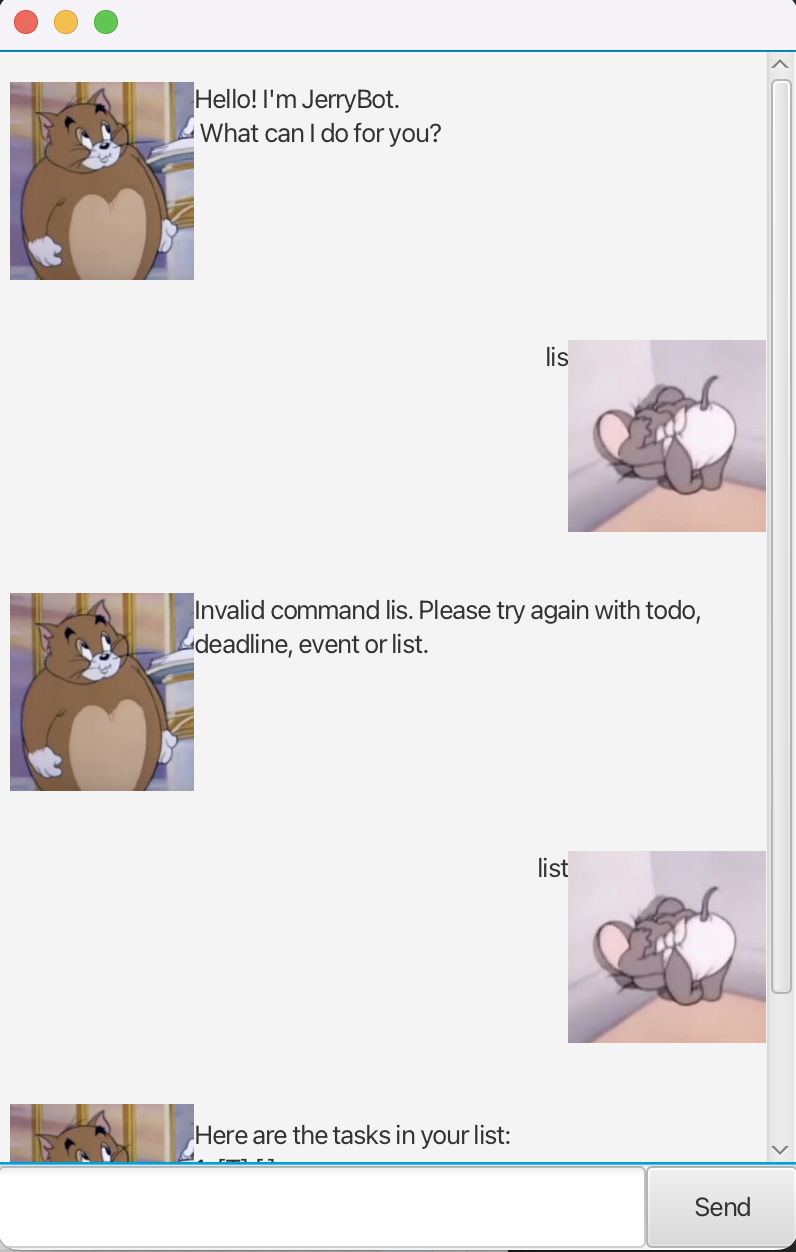 Hello! I'm JerryBot.
What can I do for you?
lis
Invalid command lis. Please try again with todo,
deadline, event or list.
list
Here are the tasks in your list:
Send